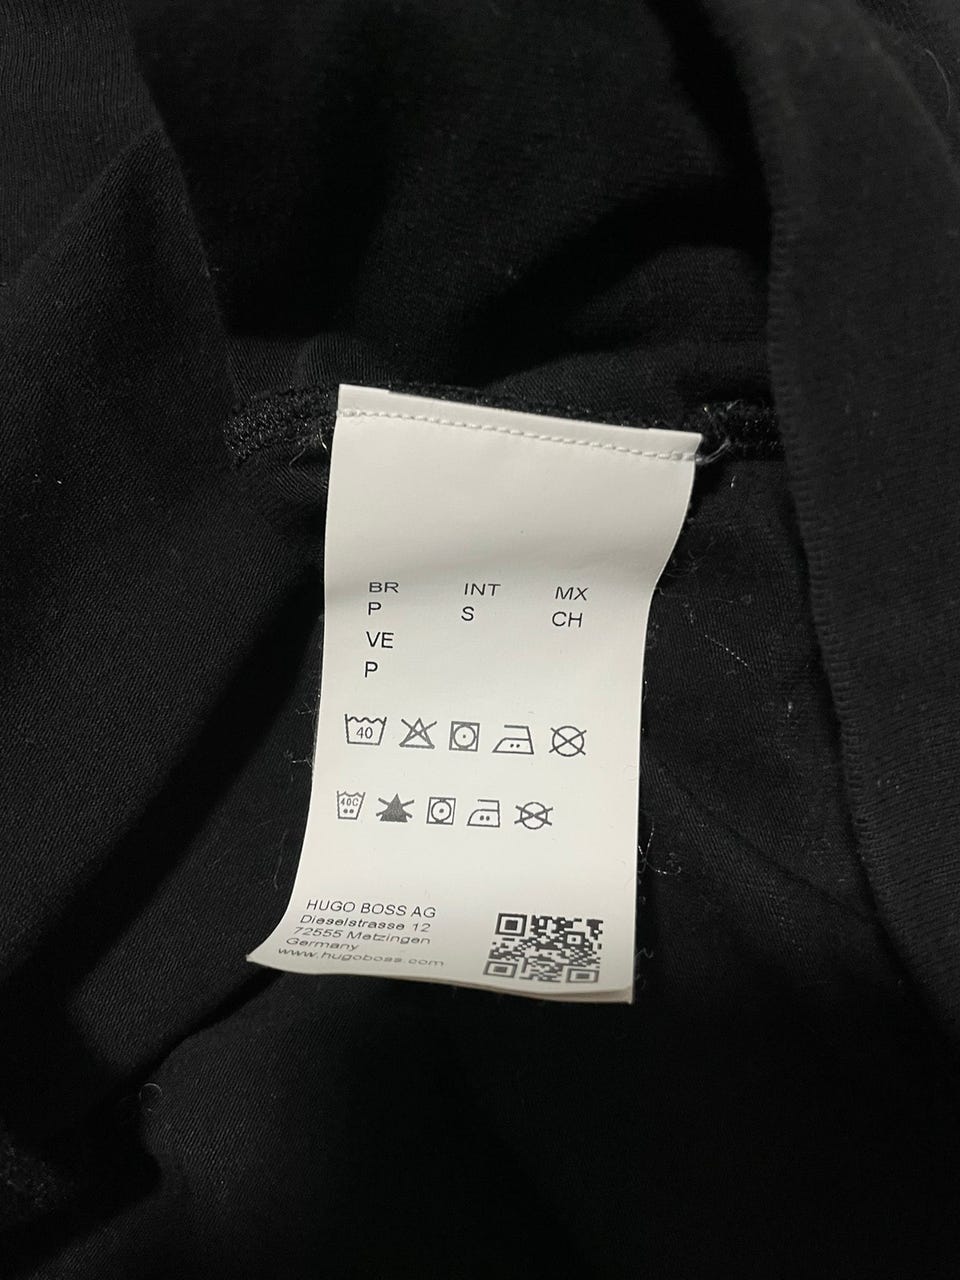 BR INT MX
P S CH
VE
P
40
40C
HUGO BOSS AG
Dieselstrasse 12
72555 Metzingen
Germany
www.hugoboss.com